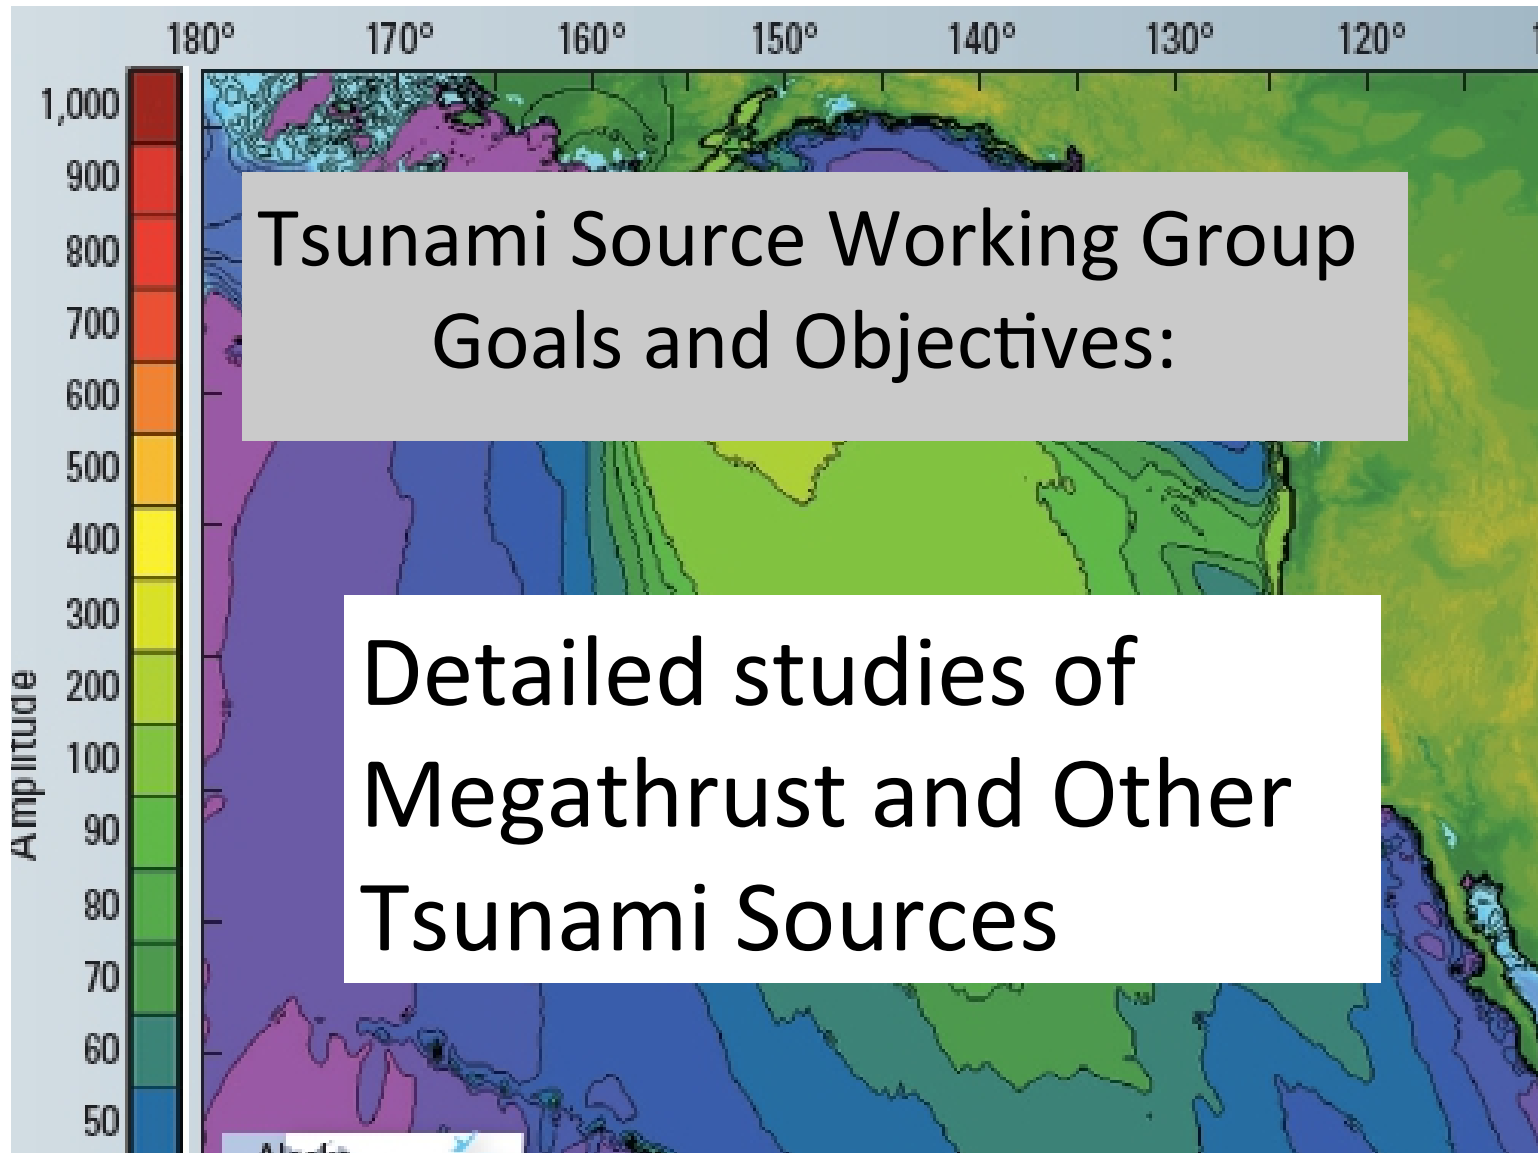 180° 170° 160° 150° 140° 130° 120°
1,000
900
800
700
600
500
400
300
200
100
90
80
70
60
50
Amplitude
Tsunami Source Working Group
Goals and Objectives:
Detailed studies of
Megathrust and Other
Tsunami Sources